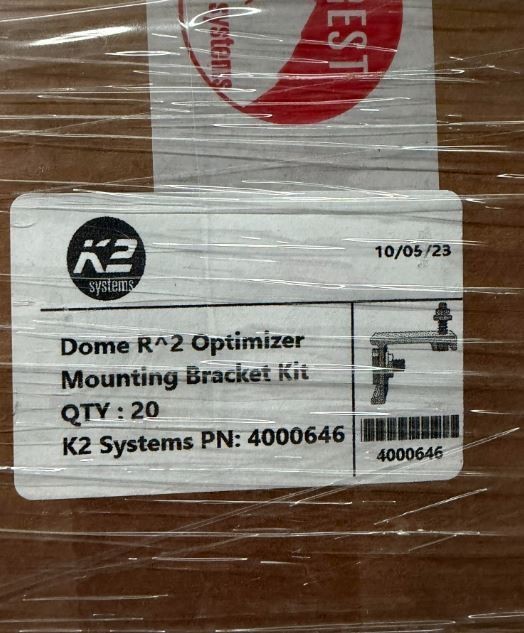 systems
EST
K2
systems
10/05/23
Dome R^2 Optimizer
Mounting Bracket Kit
QTY : 20
K2 Systems PN: 4000646
4000646